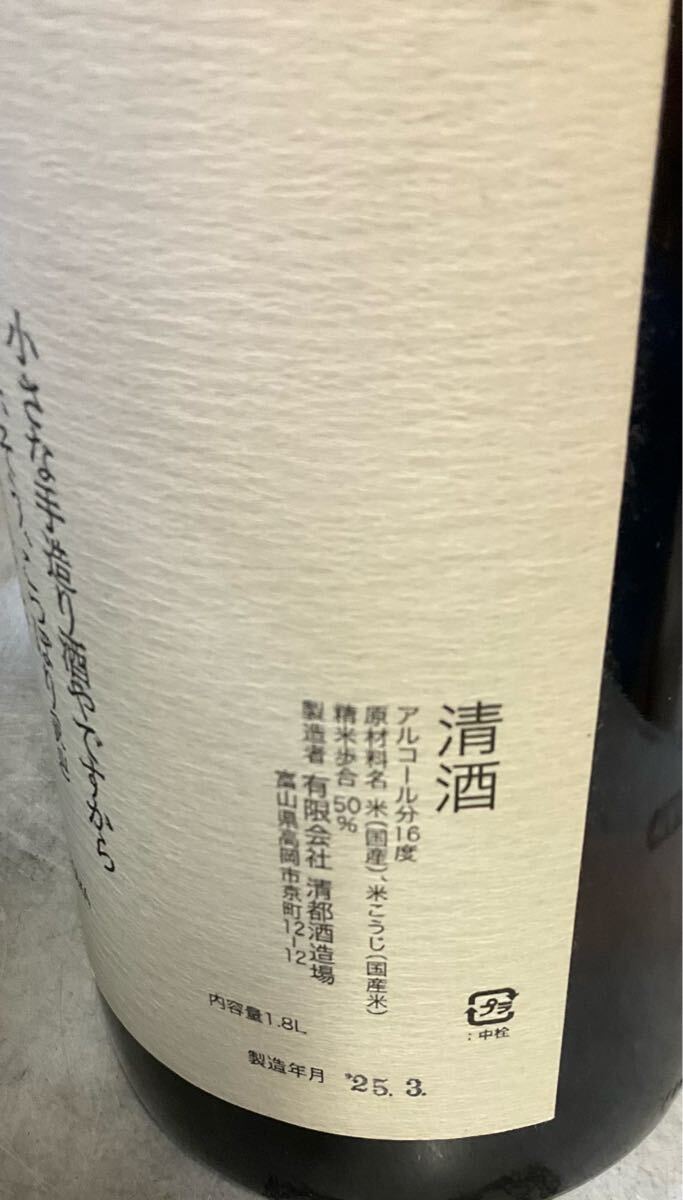 清酒
アルコール分16度
原材料名 米(国産)、米こうじ(国産米)
精米歩合 50%
製造者 有限会社 清都酒造場
富山県高岡市京町12-12
小さな手造り酒やですから
プラ
:中栓
内容量1.8L
製造年月 '25. 3.